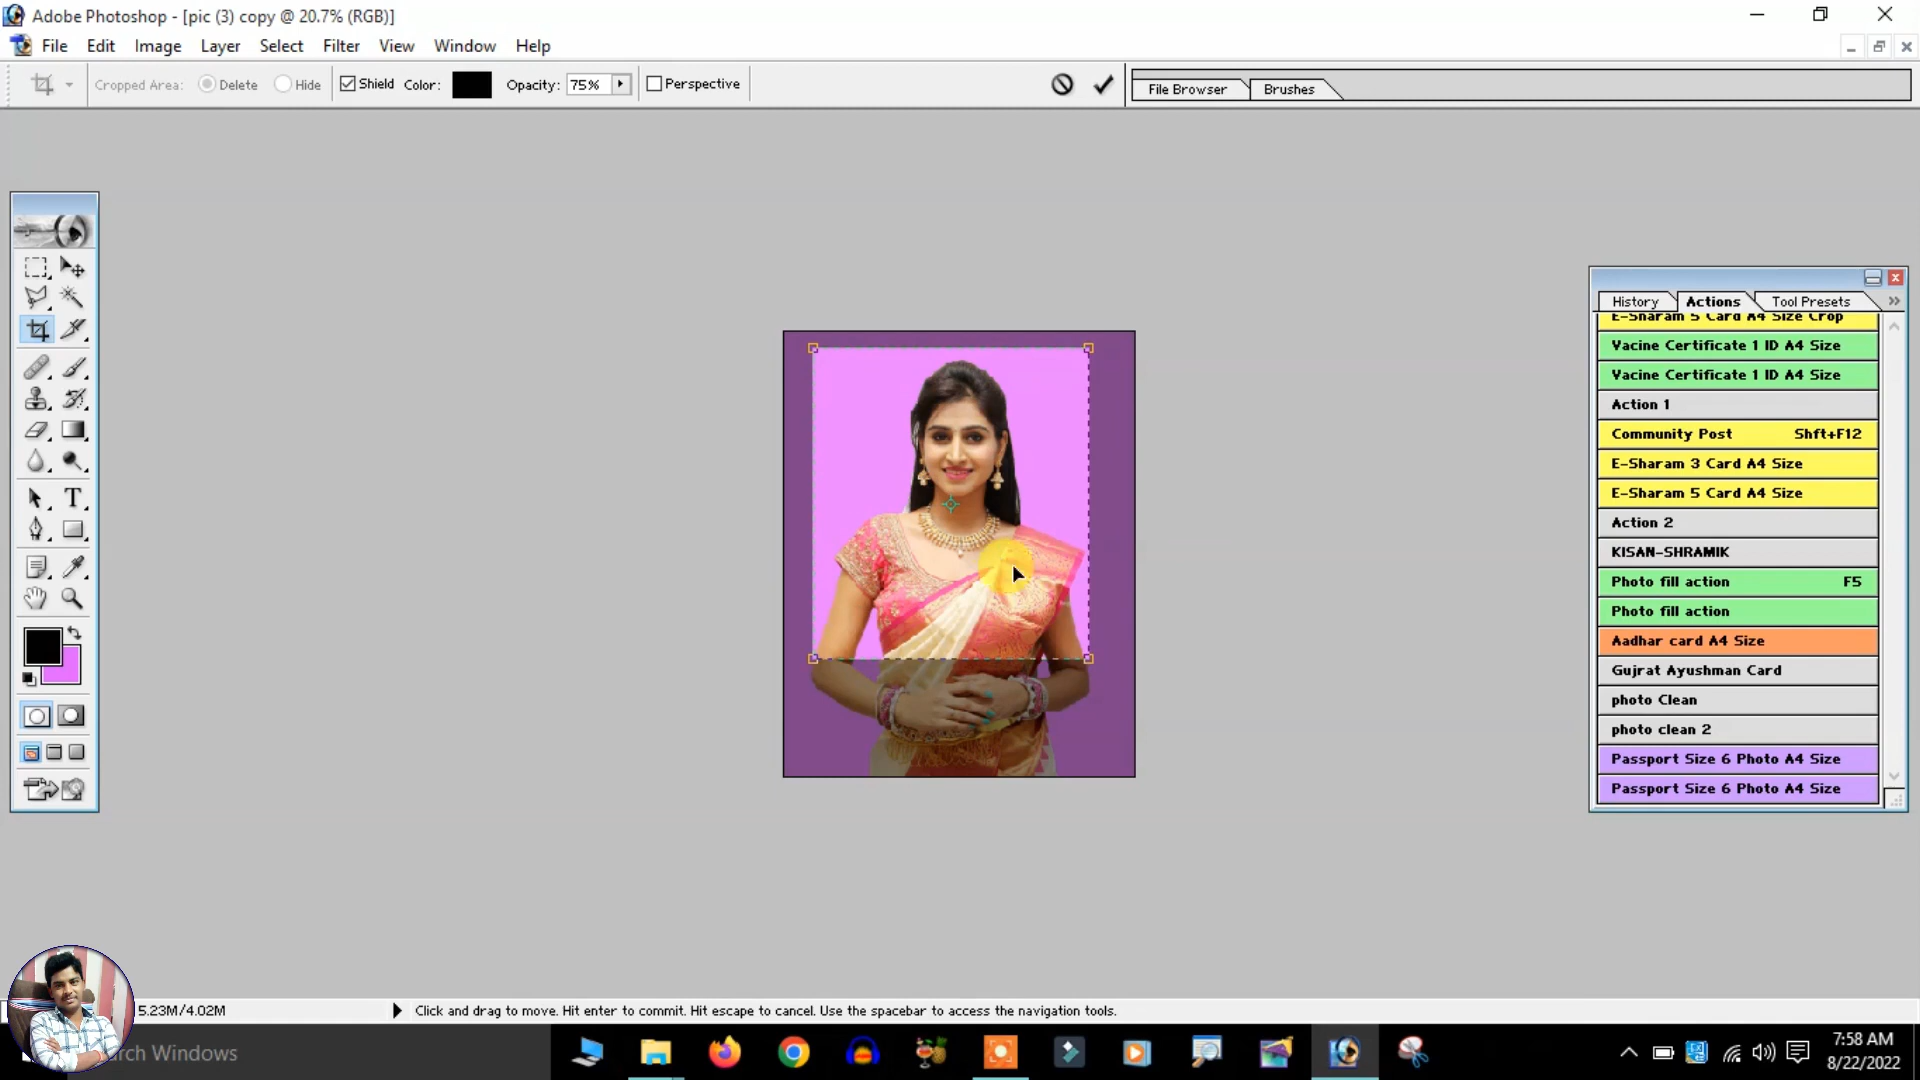 Adobe Photoshop - [pic (3) copy @ 20.7% (RGB)]
File Edit Image Layer Select Filter View Window Help
Cropped Area: Delete Hide Shield Color: Opacity: 75% Perspective File Browser Brushes
History Actions Tool Presets
E-Sharam 5 Card A4 Size Crop
Vacine Certificate 1 ID A4 Size
Vacine Certificate 1 ID A4 Size
Action 1
Community Post Shft+F12
E-Sharam 3 Card A4 Size
E-Sharam 5 Card A4 Size
Action 2
KISAN-SHRAMIK
Photo fill action F5
Photo fill action
Aadhar card A4 Size
Gujrat Ayushman Card
photo Clean
photo clean 2
Passport Size 6 Photo A4 Size
Passport Size 6 Photo A4 Size
5.23M/4.02M Click and drag to move. Hit enter to commit. Hit escape to cancel. Use the spacebar to access the navigation tools.
rch Windows
7:58 AM
8/22/2022